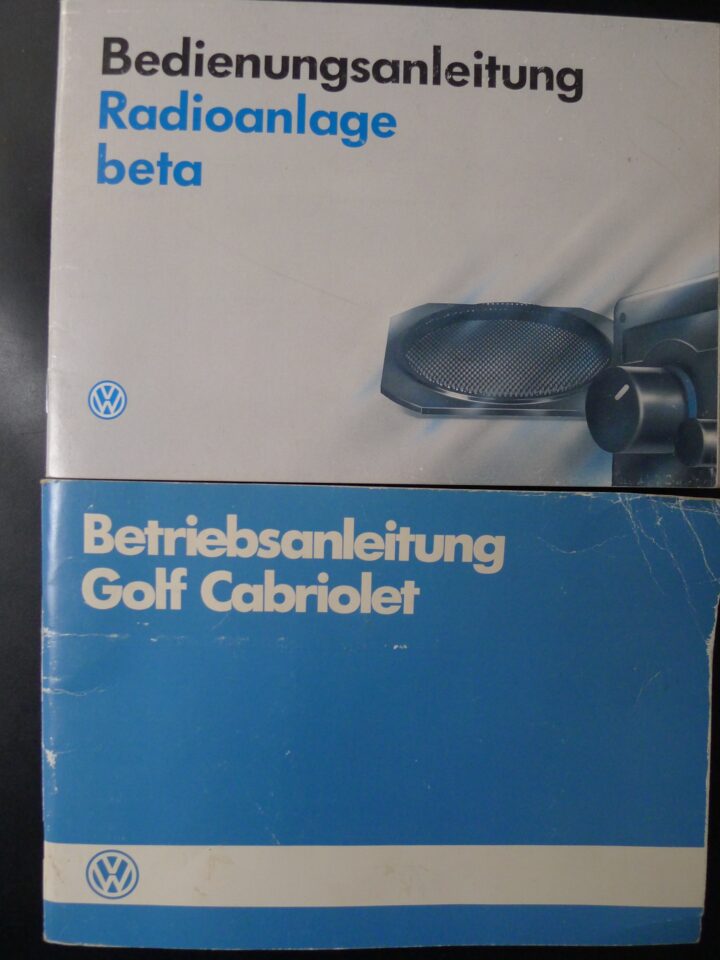 Bedienungsanleitung
Radioanlage
beta
Betriebsanleitung
Golf Cabriolet